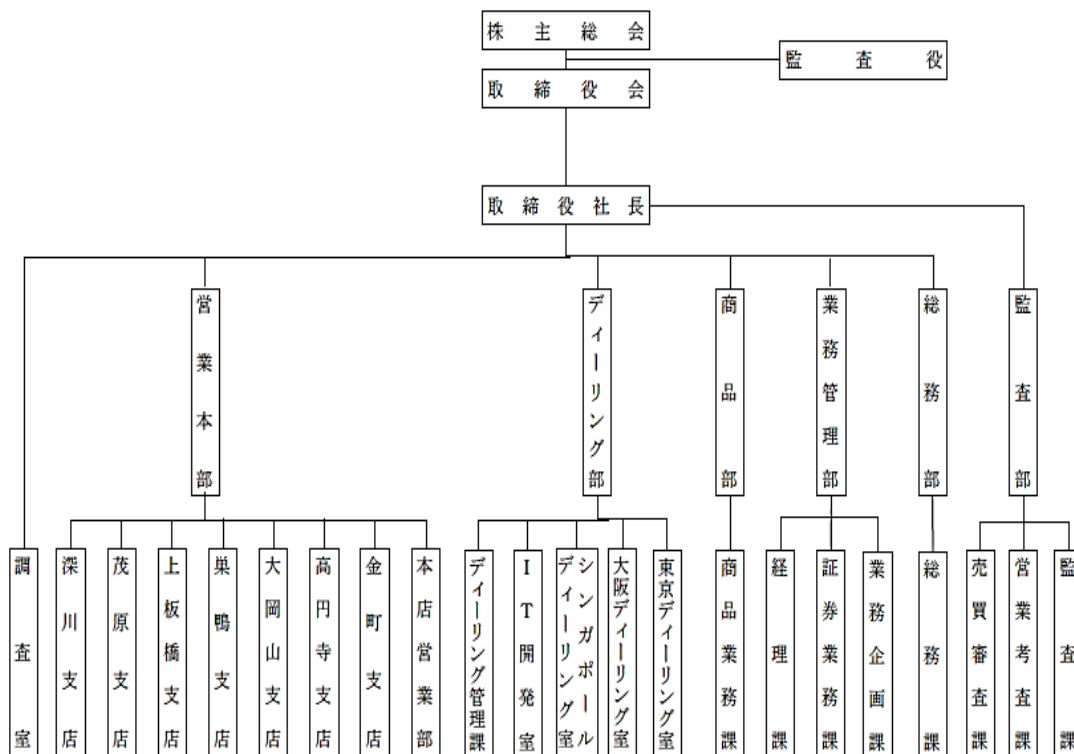 株主総会
監査役
取締役会
取締役社長
営業本部
ディーリング部
商品部
業務管理部
総務部
監査部
調査室
深川支店
茂原支店
上板橋支店
巣鴨支店
大岡山支店
高円寺支店
金町支店
本店営業部
ディーリング管理課
IT開発室
シンガポール
ディーリング室
大阪ディーリング室
東京ディーリング室
商品業務課
経理課
証券業務課
業務企画課
総務課
売買審査課
営業考査課
監査課